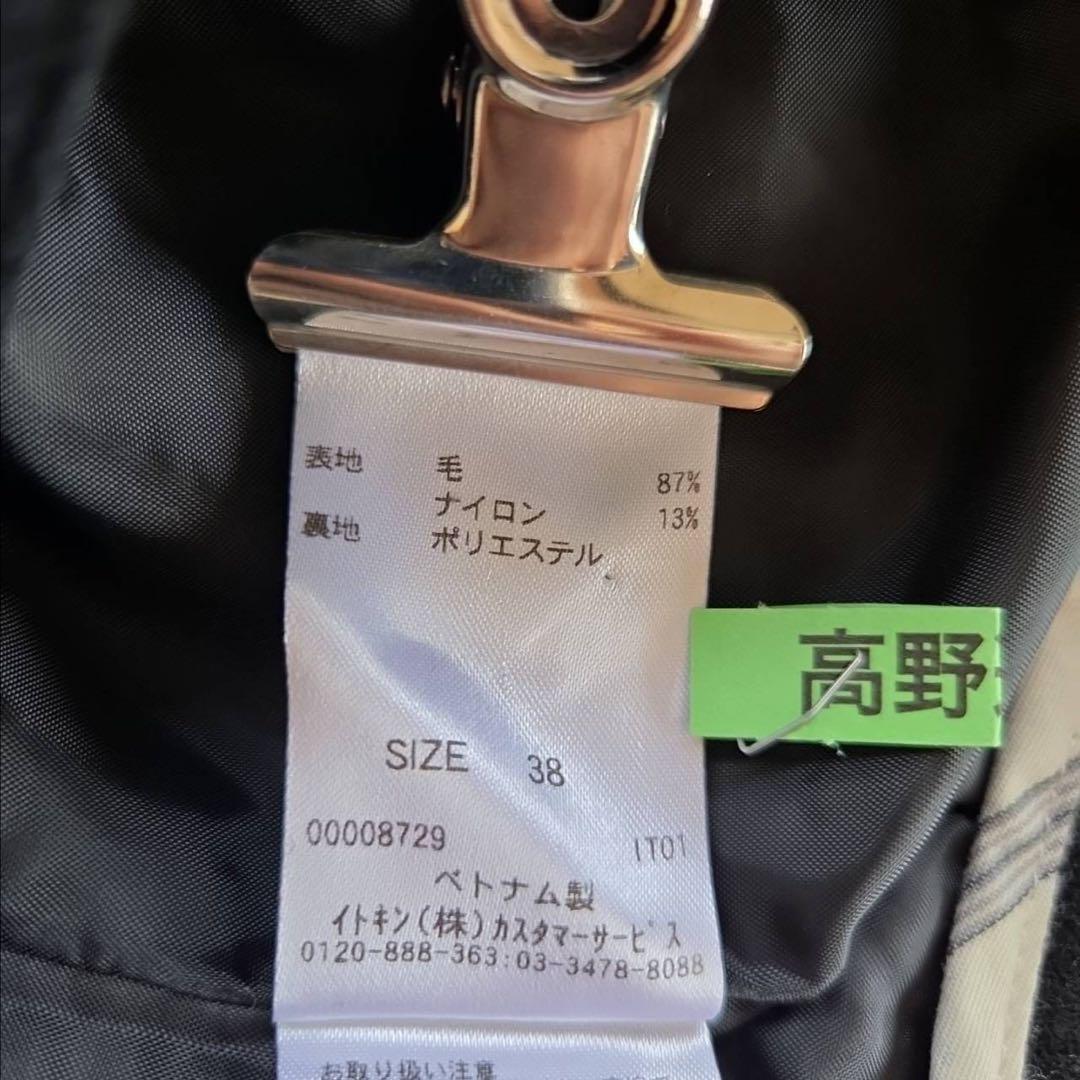 表地 毛 87%
ナイロン 13%
裏地 ポリエステル
高野
SIZE 38
00008729 IT01
ベトナム製
イトキン(株)カスタマーサービス
0120-888-363:03-3478-8088
お取り扱い注意